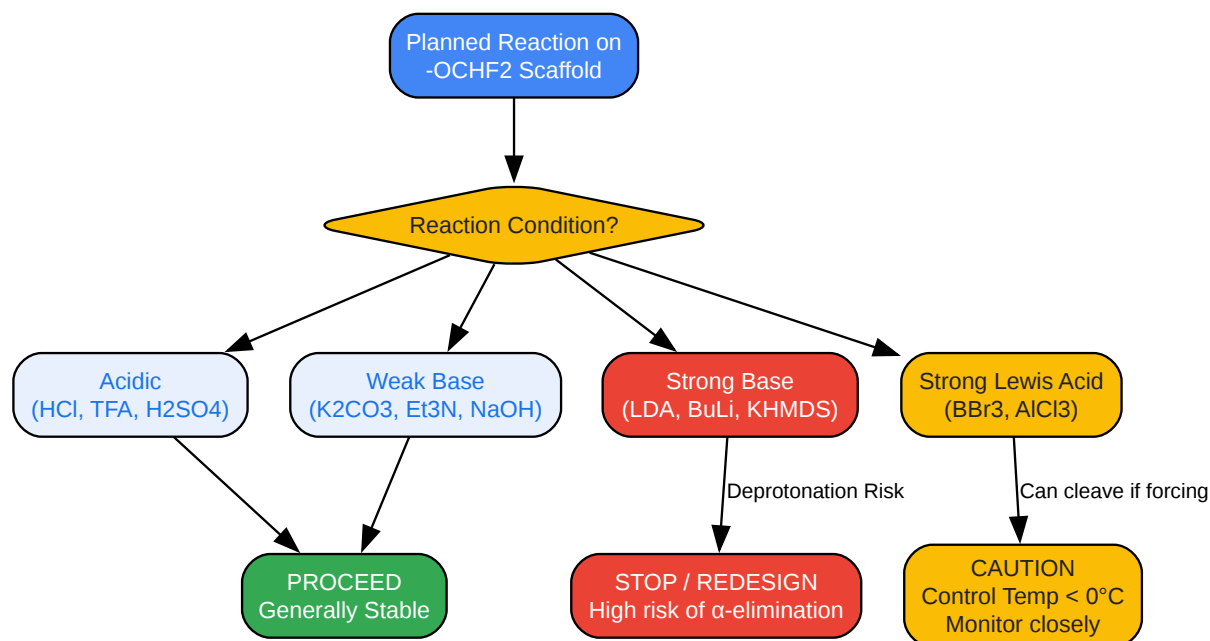 Planned Reaction on
-OCHF2 Scaffold
Reaction Condition?
Acidic
(HCl, TFA, H2SO4)
Weak Base
(K2CO3, Et3N, NaOH)
Strong Base
(LDA, BuLi, KHMDS)
Strong Lewis Acid
(BBr3, AlCl3)
Deprotonation Risk
Can cleave if forcing
PROCEED
Generally Stable
STOP / REDESIGN
High risk of α-elimination
CAUTION
Control Temp < 0°C
Monitor closely